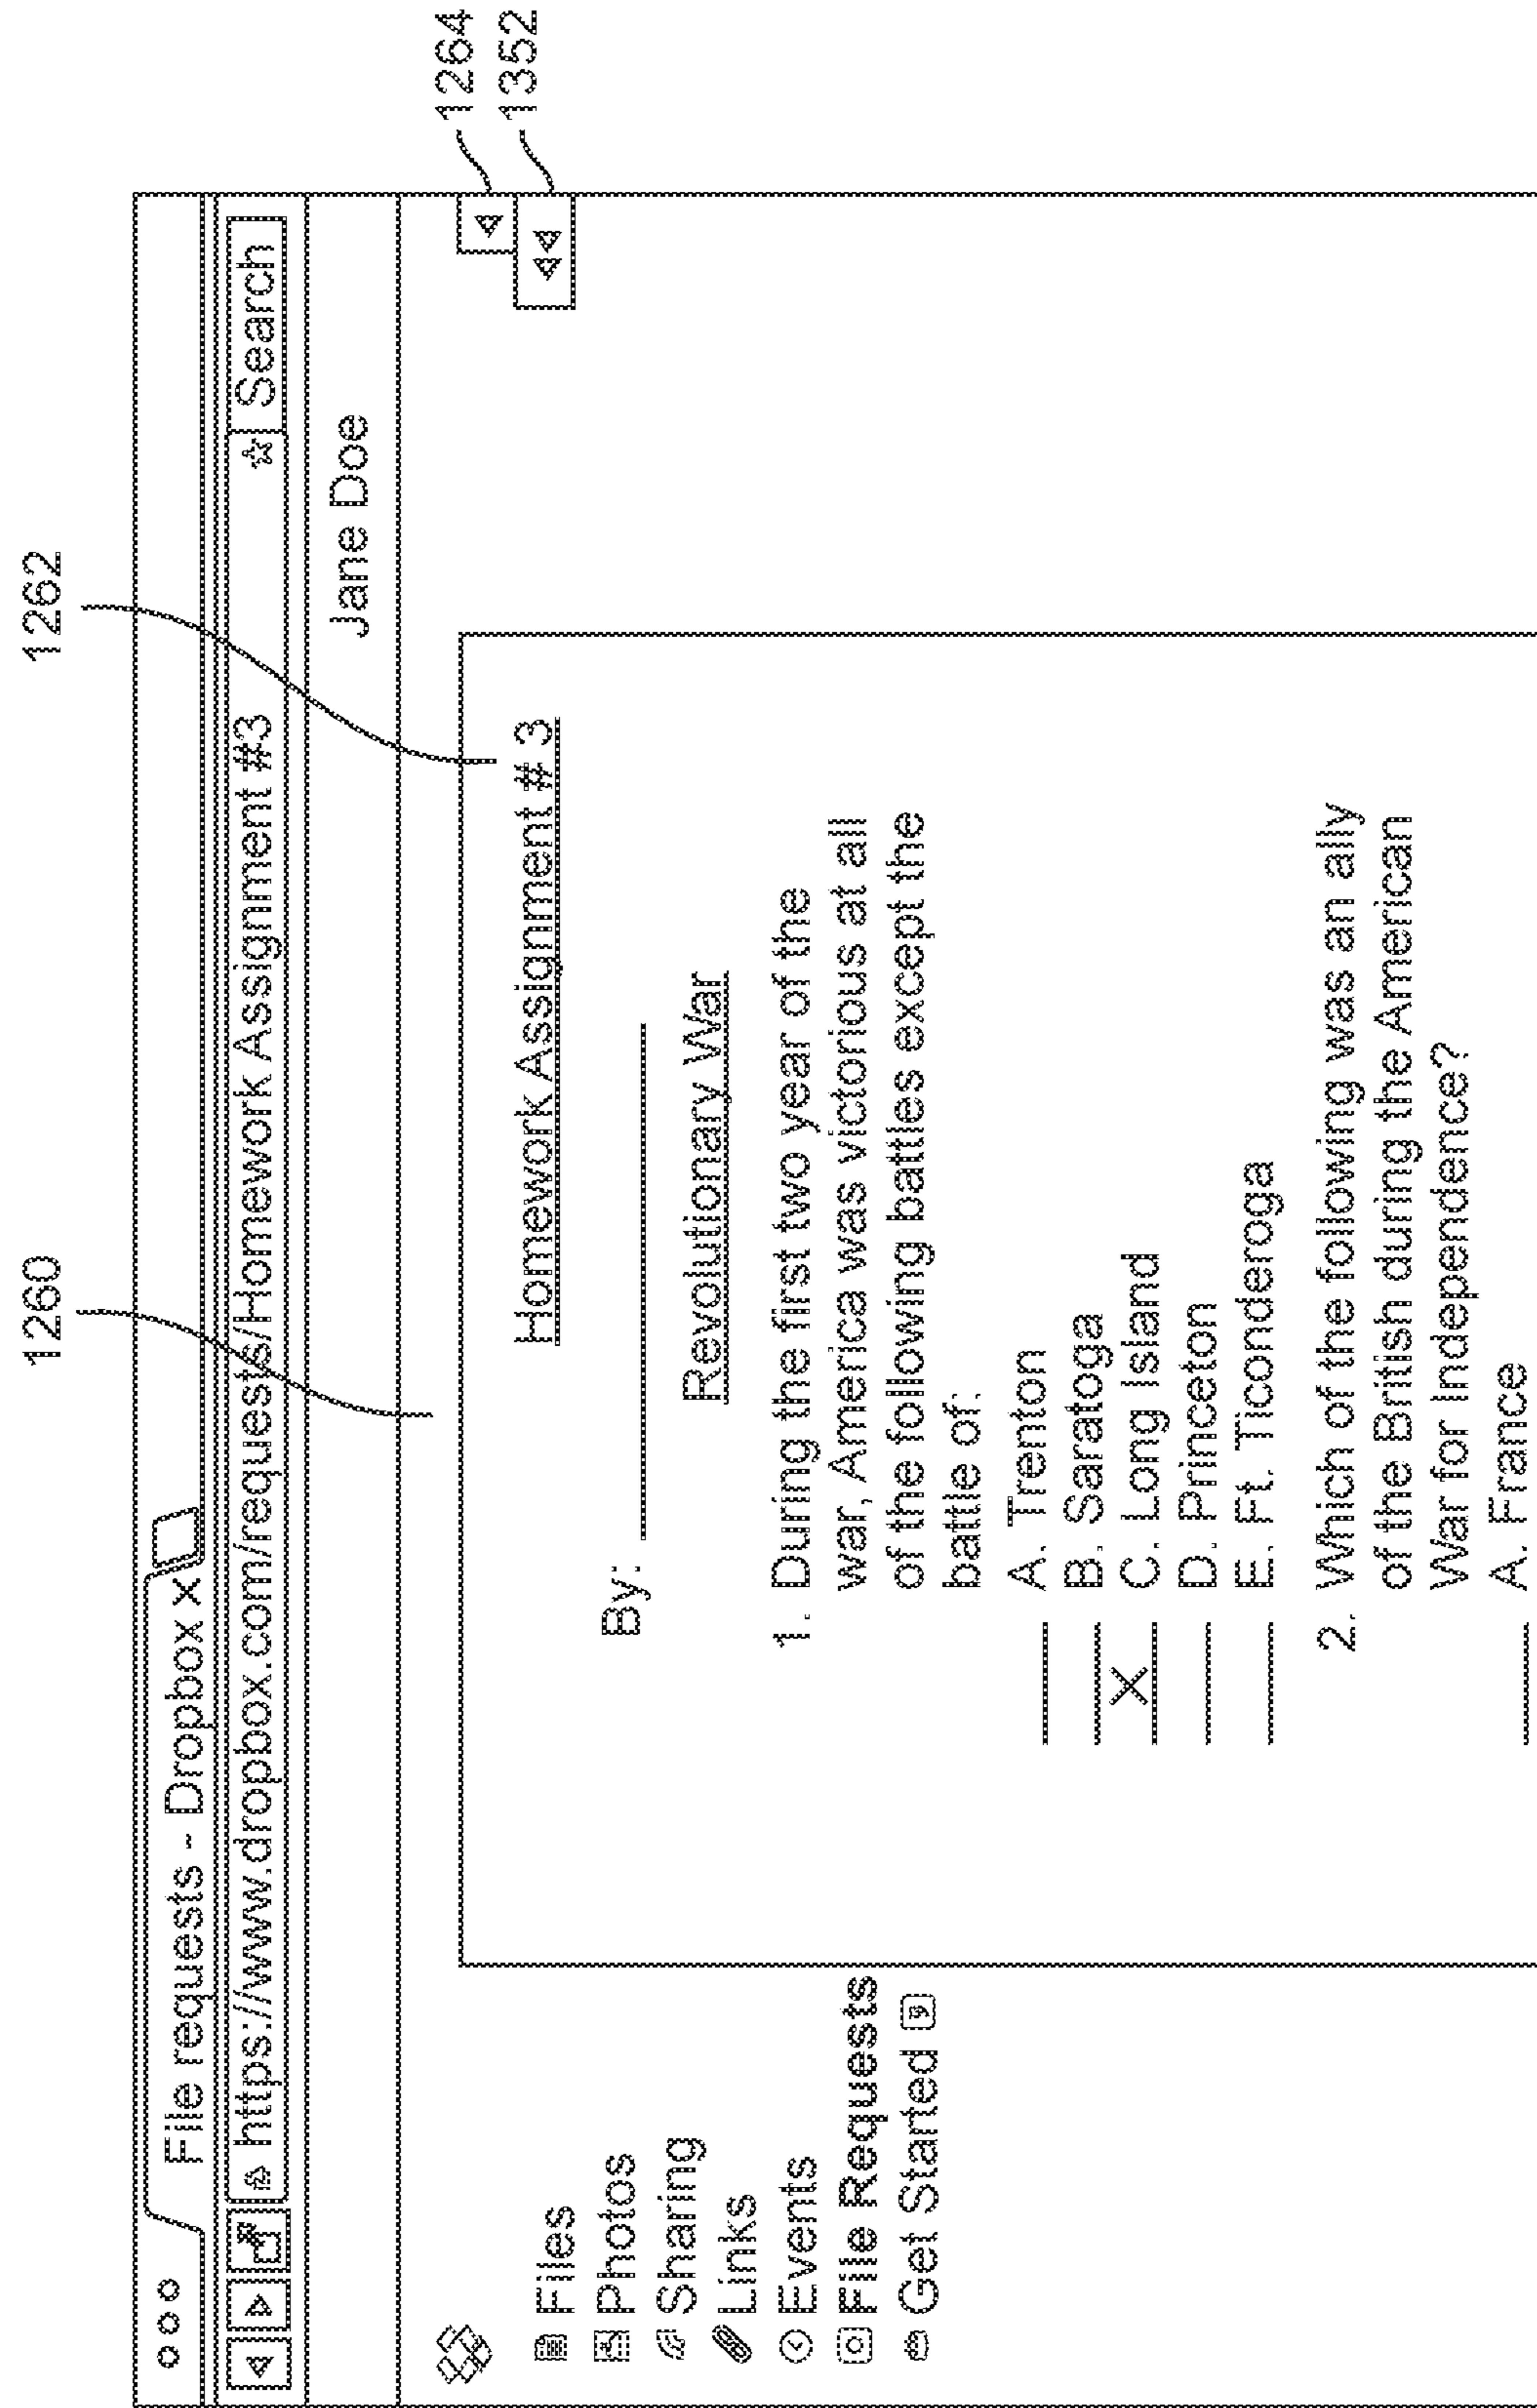 1260
1262
File requests - Dropbox x
https://www.dropbox.com/requests/Homework Assignment #3
Search
Jane Doe
1264
1352
Files
Photos
Sharing
Links
Events
File Requests
Get Started
Homework Assignment # 3
By:
Revolutionary War
1. During the first two year of the
war, America was victorious at all
of the following battles except the
battle of:
A. Trenton
B. Saratoga
X C. Long Island
D. Princeton
E. Ft. Ticonderoga
2. Which of the following was an ally
of the British during the American
War for Independence?
A. France